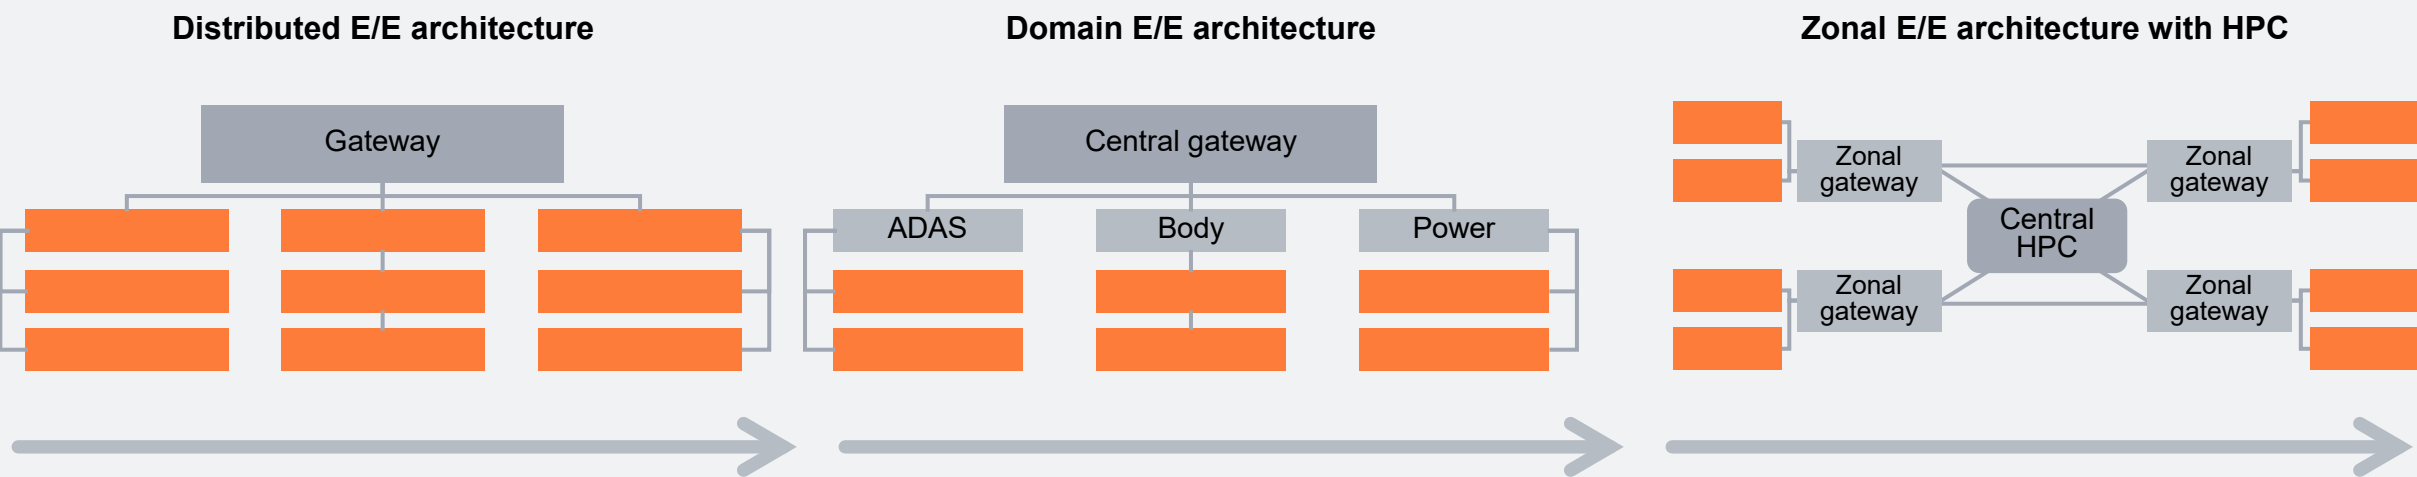 Distributed E/E architecture
Gateway
Domain E/E architecture
Central gateway
ADAS
Body
Power
Zonal E/E architecture with HPC
Zonal
gateway
Zonal
gateway
Central
HPC
Zonal
gateway
Zonal
gateway